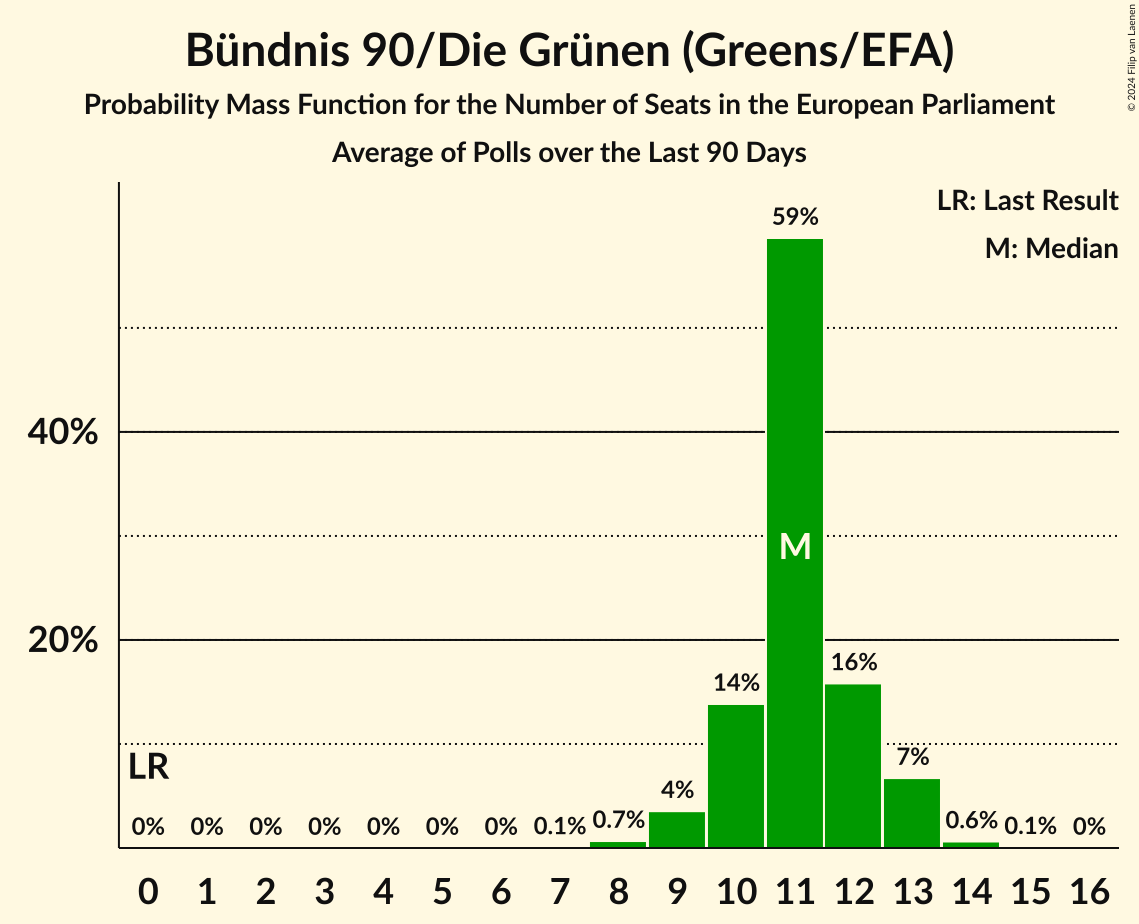 Bündnis 90/Die Grünen (Greens/EFA)
Probability Mass Function for the Number of Seats in the European Parliament
Average of Polls over the Last 90 Days
© 2024 Filip van Laenen
LR: Last Result
M: Median
59%
40%
M
20%
16%
14%
LR
7%
4%
0% 0% 0% 0% 0% 0% 0% 0.1% 0.7% 0.6% 0.1% 0%
0 1 2 3 4 5 6 7 8 9 10 11 12 13 14 15 16